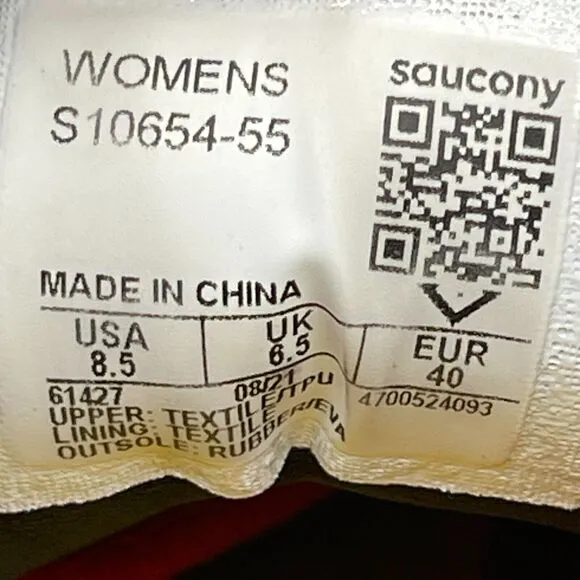 WOMENS
S10654-55
saucony
MADE IN CHINA
USA
8.5
UK
6.5
EUR
40
61427 08/21
UPPER: TEXTILE/TPU
LINING: TEXTILE
OUTSOLE: RUBBER/EVA
4700524093